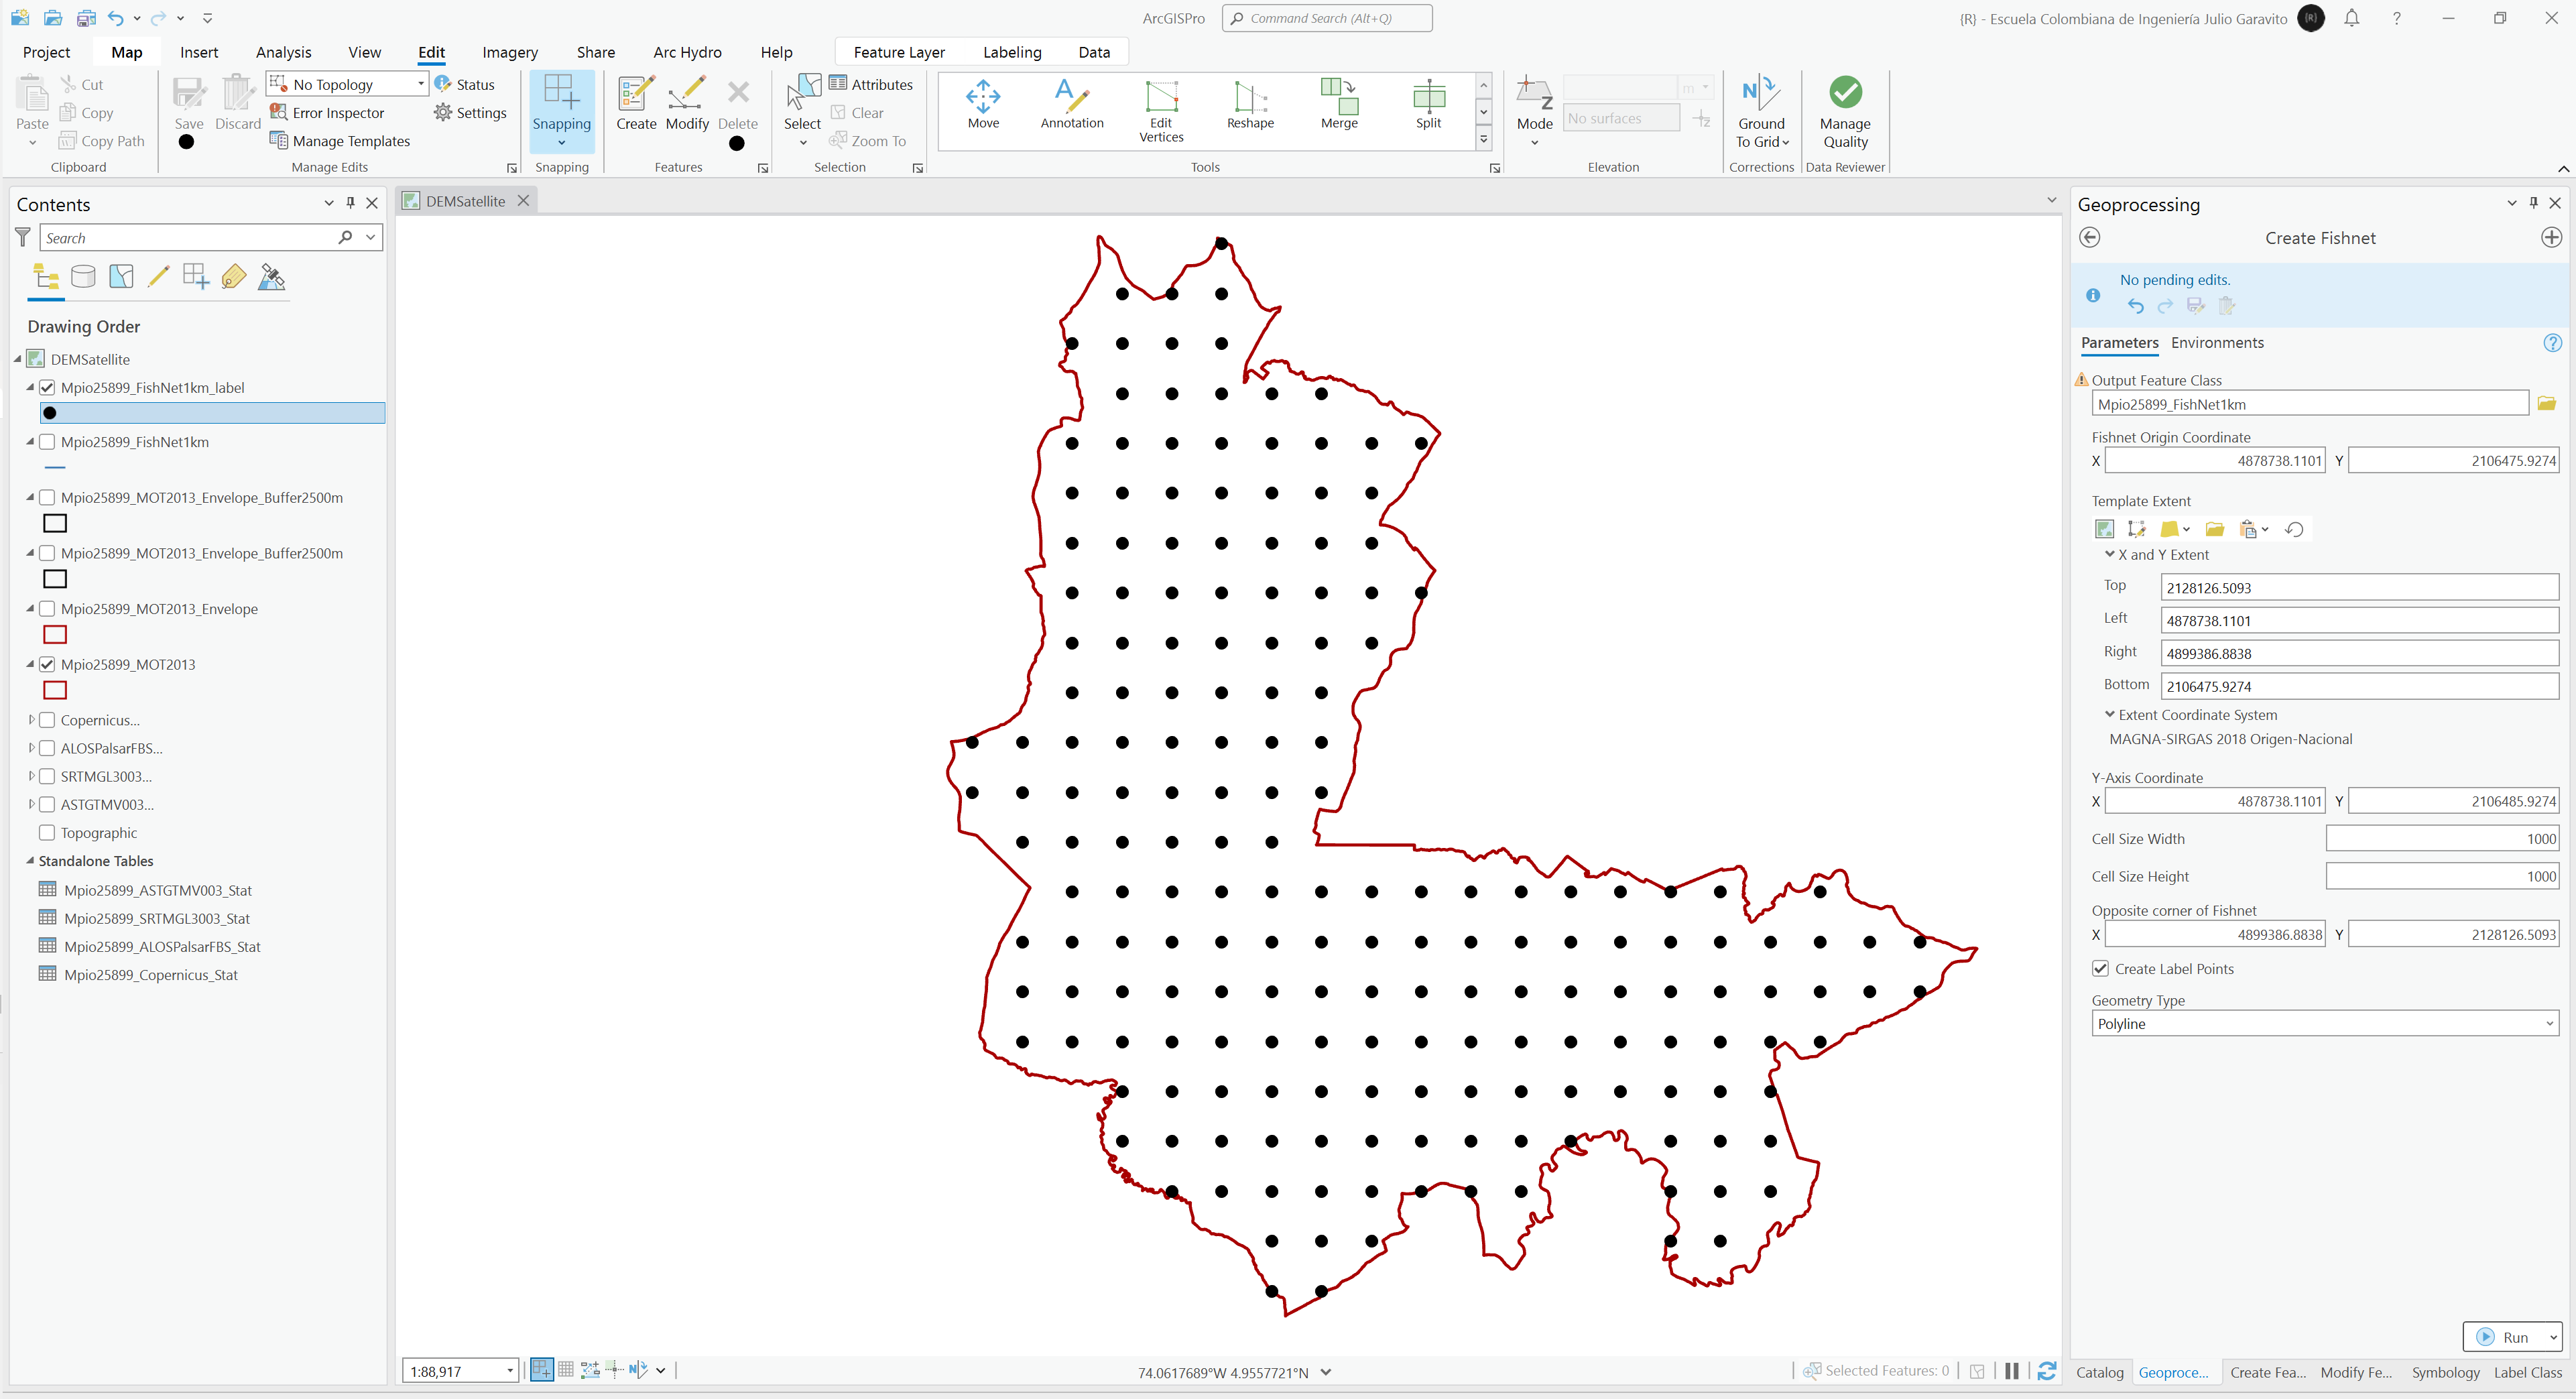 ArcGISPro
Command Search (Alt+Q)
{R} - Escuela Colombiana de Ingeniería Julio Garavito
{R}
?
Project
Map
Insert
Analysis
View
Edit
Imagery
Share
Arc Hydro
Help
Feature Layer
Labeling
Data
Paste
Cut
Copy
Copy Path
Clipboard
Save
Discard
No Topology
Error Inspector
Manage Templates
Status
Settings
Manage Edits
Snapping
Snapping
Create
Modify
Delete
Features
Select
Attributes
Clear
Zoom To
Selection
Move
Annotation
Edit
Vertices
Reshape
Merge
Split
Tools
Mode
m
No surfaces
Elevation
Ground
To Grid
Corrections
Manage
Quality
Data Reviewer
Contents
Search
Drawing Order
DEMSatellite
Mpio25899_FishNet1km_label
Mpio25899_FishNet1km
Mpio25899_MOT2013_Envelope_Buffer2500m
Mpio25899_MOT2013_Envelope_Buffer2500m
Mpio25899_MOT2013_Envelope
Mpio25899_MOT2013
Copernicus...
ALOSPalsarFBS...
SRTMGL3003...
ASTGTMV003...
Topographic
Standalone Tables
Mpio25899_ASTGTMV003_Stat
Mpio25899_SRTMGL3003_Stat
Mpio25899_ALOSPalsarFBS_Stat
Mpio25899_Copernicus_Stat
DEMSatellite
1:88,917
74.0617689°W 4.9557721°N
Selected Features: 0
Geoprocessing
Create Fishnet
No pending edits.
Parameters
Environments
Output Feature Class
Mpio25899_FishNet1km
Fishnet Origin Coordinate
X 4878738.1101 Y 2106475.9274
Template Extent
X and Y Extent
Top 2128126.5093
Left 4878738.1101
Right 4899386.8838
Bottom 2106475.9274
Extent Coordinate System
MAGNA-SIRGAS 2018 Origen-Nacional
Y-Axis Coordinate
X 4878738.1101 Y 2106485.9274
Cell Size Width 1000
Cell Size Height 1000
Opposite corner of Fishnet
X 4899386.8838 Y 2128126.5093
Create Label Points
Geometry Type
Polyline
Run
Catalog
Geoproce...
Create Fea...
Modify Fe...
Symbology
Label Class